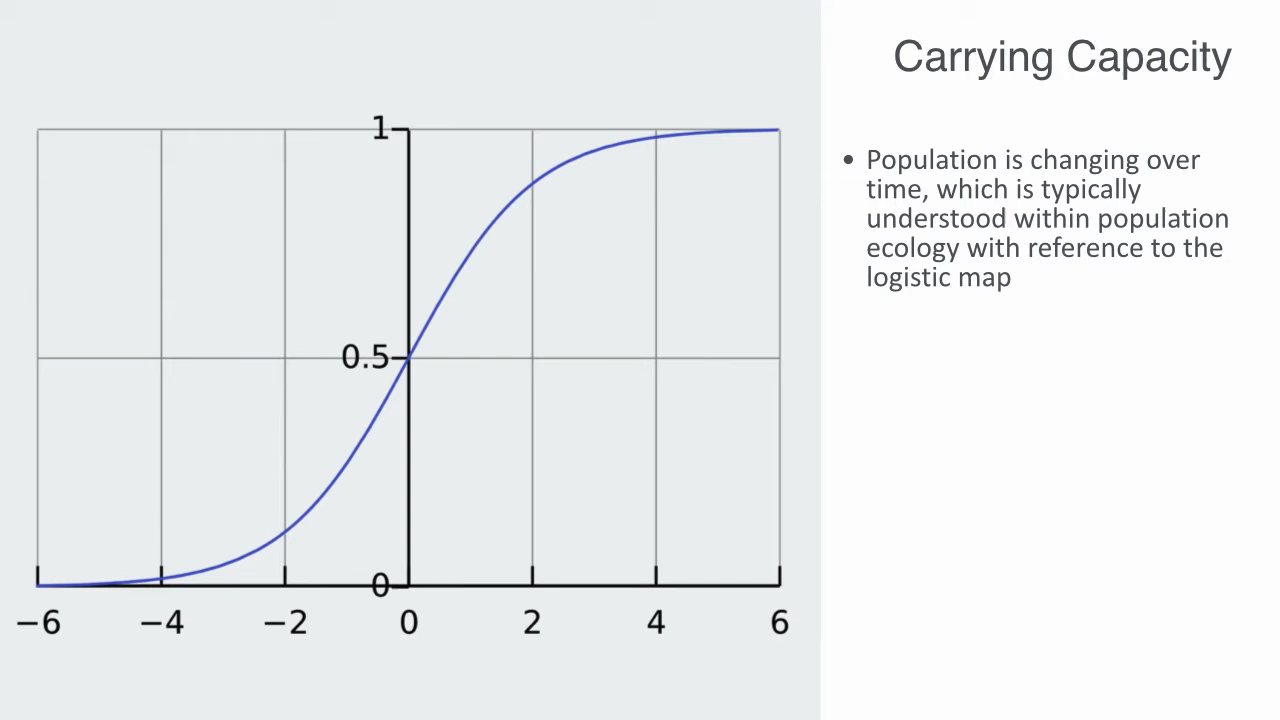 Carrying Capacity
• Population is changing over
time, which is typically
understood within population
ecology with reference to the
logistic map
1
0.5
0
−6 −4 −2 0 2 4 6